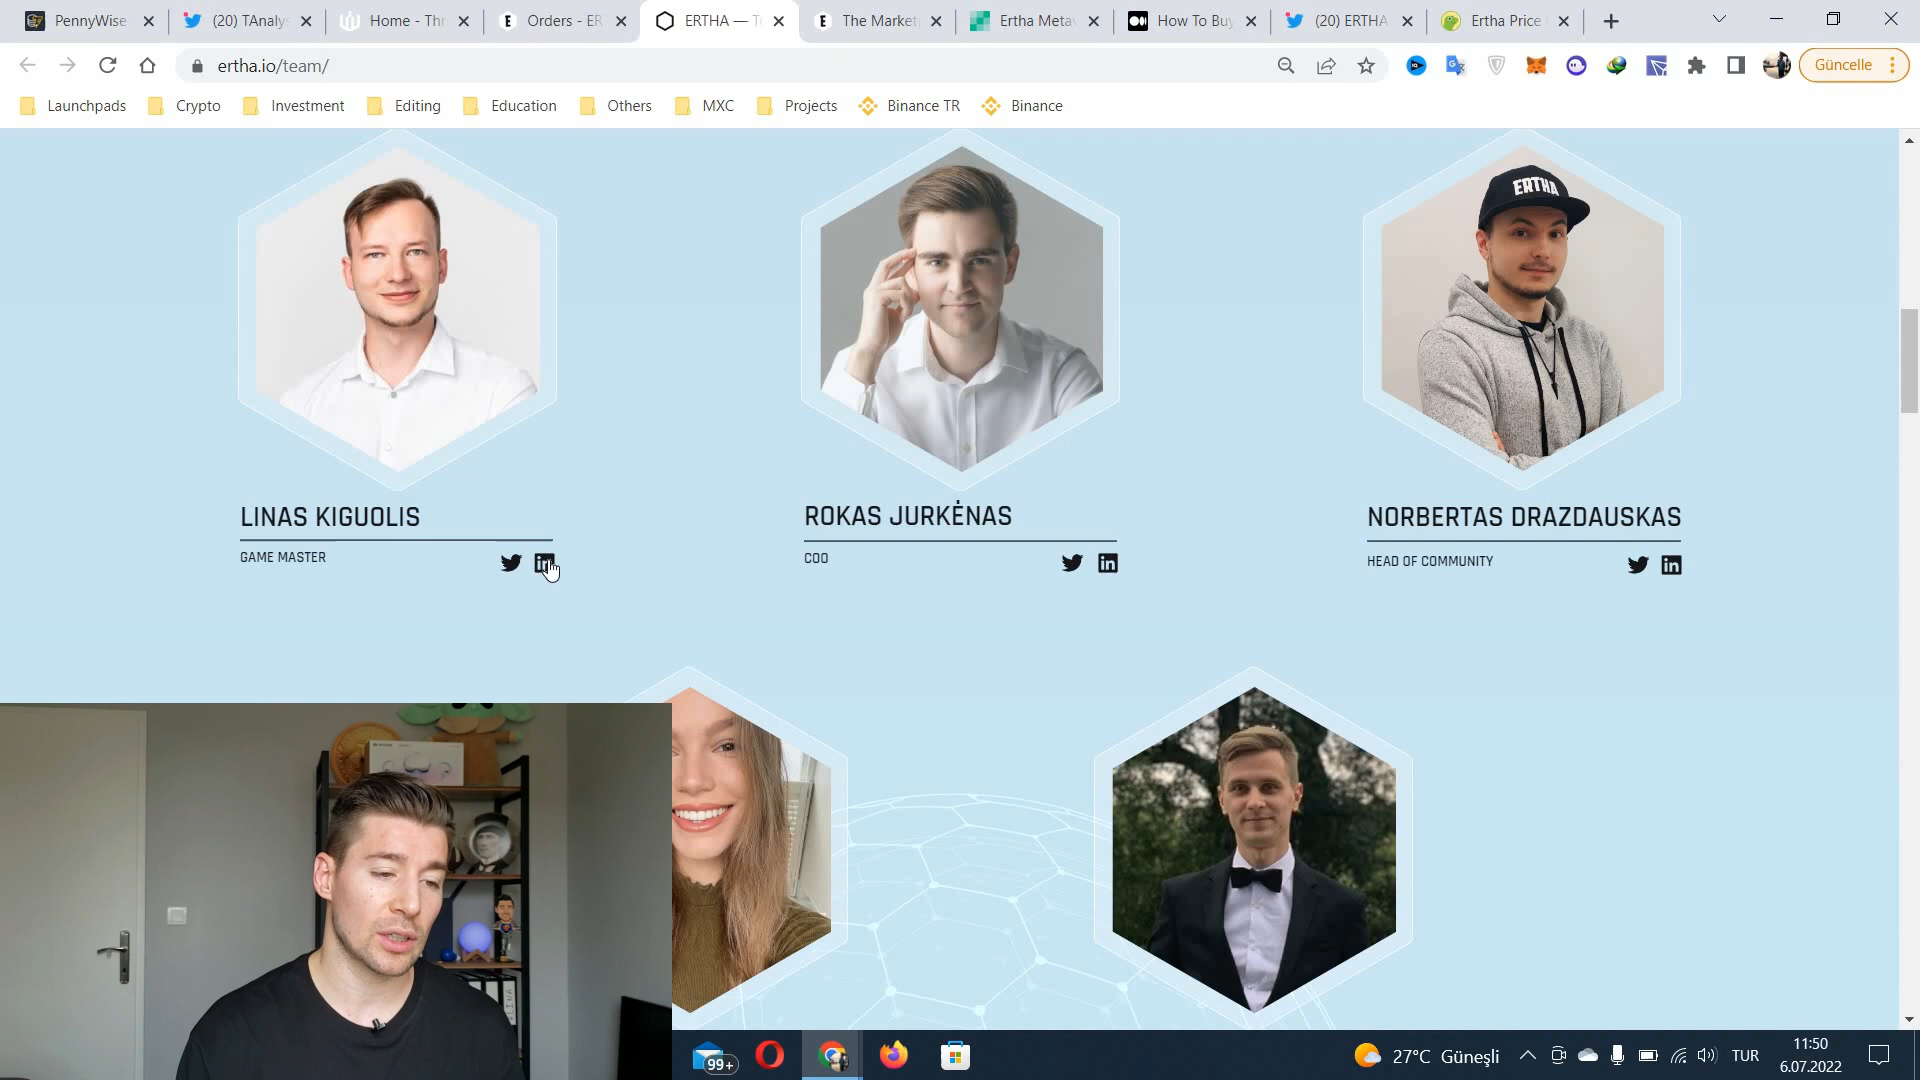 PennyWise
(20) TAnaly
Home - Thr
Orders - ER
ERTHA — T
The Market
Ertha Meta
How To Buy
(20) ERTHA
Ertha Price
ertha.io/team/
Güncelle
Launchpads
Crypto
Investment
Editing
Education
Others
MXC
Projects
Binance TR
Binance
ERTHA
LINAS KIGUOLIS
GAME MASTER
ROKAS JURKĖNAS
COO
NORBERTAS DRAZDAUSKAS
HEAD OF COMMUNITY
99+
27°C Güneşli
TUR
11:50
6.07.2022